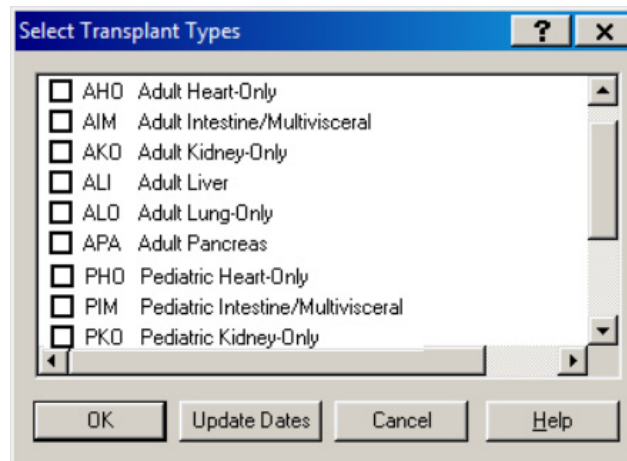 Select Transplant Types
AHO Adult Heart-Only
AIM Adult Intestine/Multivisceral
AKO Adult Kidney-Only
ALI Adult Liver
ALO Adult Lung-Only
APA Adult Pancreas
PHO Pediatric Heart-Only
PIM Pediatric Intestine/Multivisceral
PKO Pediatric Kidney-Only
OK Update Dates Cancel Help